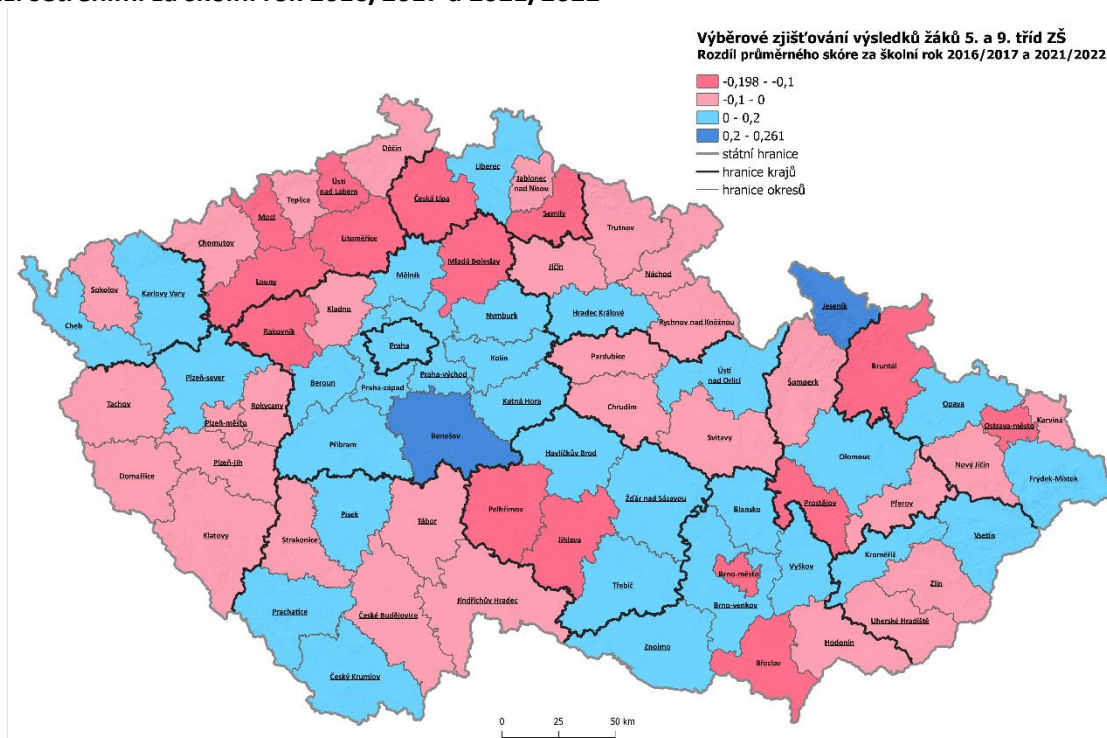 Výběrové zjišťování výsledků žáků 5. a 9. tříd ZŠ
Rozdíl průměrného skóre za školní rok 2016/2017 a 2021/2022
-0,198 - -0,1
-0,1 - 0
0 - 0,2
0,2 - 0,261
státní hranice
hranice krajů
hranice okresů
Děčín
Liberec
Ústí
nad Labem
Teplice
Česká Lípa
Jablonec
nad Nisou
Most
Semily
Trutnov
Chomutov
Litoměřice
Mladá Boleslav
Jičín
Náchod
Mělník
Louny
Sokolov
Karlovy Vary
Cheb
Kladno
Rakovník
Nymburk
Hradec Králové
Rychnov nad Kněžnou
Jeseník
Praha
Kolín
Pardubice
Ústí
nad Orlicí
Šumperk
Bruntál
Plzeň-sever
Beroun
Praha-západ
Praha-východ
Kutná Hora
Chrudim
Opava
Tachov
Rokycany
Plzeň-město
Karviná
Ostrava-město
Příbram
Benešov
Svitavy
Havlíčkův Brod
Olomouc
Nový Jičín
Frýdek-Místek
Plzeň-jih
Domažlice
Žďár nad Sázavou
Přerov
Prostějov
Blansko
Písek
Tábor
Pelhřimov
Klatovy
Strakonice
Jihlava
Vsetín
Kroměříž
Vyškov
Brno-město
Třebíč
Zlín
Jindřichův Hradec
Brno-venkov
Prachatice
České Budějovice
Uherské Hradiště
Hodonín
Znojmo
Břeclav
Český Krumlov
0 25 50 km